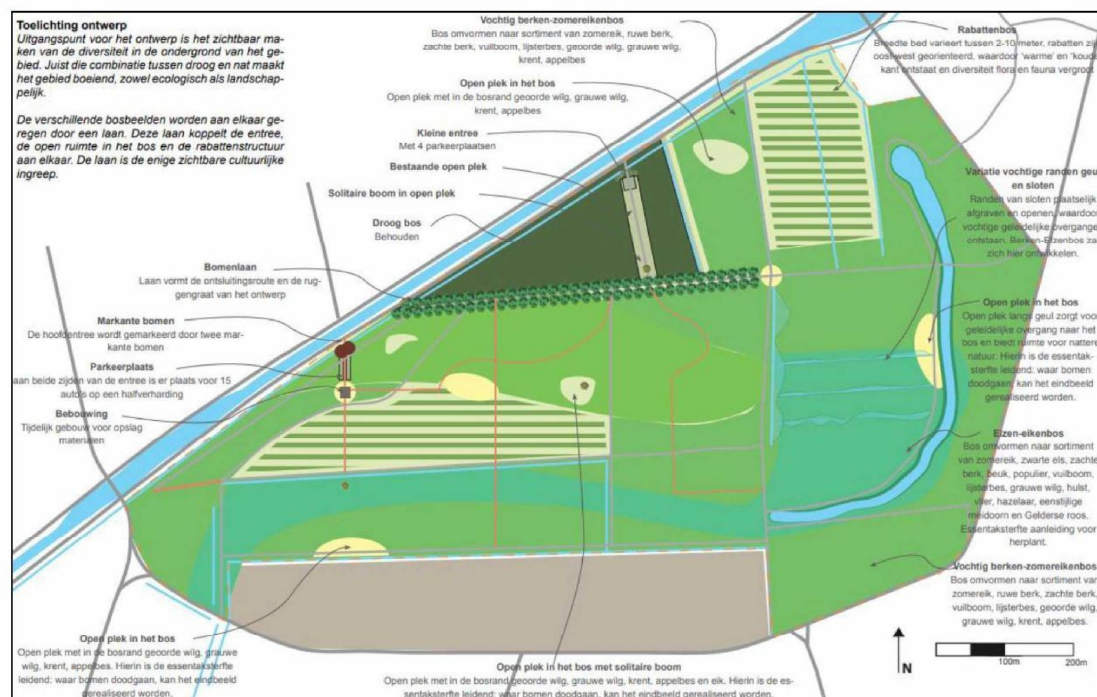 Toelichting ontwerp
Uitgangspunt voor het ontwerp is het zichtbaar ma-
ken van de diversiteit in de ondergrond van het ge-
bied. Juist die combinatie tussen droog en nat maakt
het gebied boeiend, zowel ecologisch als landschap-
pelijk.
De verschillende bosbeelden worden aan elkaar ge-
regen door een laan. Deze laan koppelt de entree,
de open ruimte in het bos en de rabattenstructuur
aan elkaar. De laan is de enige zichtbare cultuurlijke
ingreep.
Vochtig berken-zomereikenbos
Bos omvormen naar sortiment van zomereik, ruwe berk,
zachte berk, vuilboom, lijsterbes, geoorde wilg, grauwe wilg,
krent, appelbes
Open plek in het bos
Open plek met in de bosrand geoorde wilg, grauwe wilg,
krent, appelbes
Kleine entree
Met 4 parkeerplaatsen
Bestaande open plek
Solitaire boom in open plek
Droog bos
Behouden
Bomenlaan
Laan vormt de ontsluitingsroute en de rug-
gengraat van het ontwerp
Markante bomen
De hoofdentree wordt gemarkeerd door twee mar-
kante bomen
Parkeerplaats
aan beide zijden van de entree is er plaats voor 15
auto's op een halfverharding
Bebouwing
Tijdelijk gebouw voor opslag
materialen
Rabattenbos
Breedte bed varieert tussen 2-10 meter, rabatten zijn
oost-west georienteerd, waardoor 'warme' en 'koude'
kant ontstaat en diversiteit flora en fauna vergroot
Variatie vochtige randen geul
en sloten
Randen van sloten plaatselijk
afgraven en openen, waardoor
vochtige geleidelijke overgangen
ontstaan. Berken-Elzenbos zal
zich hier ontwikkelen.
Open plek in het bos
Open plek langs geul zorgt voor
geleidelijke overgang naar het
bos en biedt ruimte voor nattere
natuur. Hierin is de essentak-
sterfte leidend: waar bomen
doodgaan, kan het eindbeeld
gerealiseerd worden.
Elzen-eikenbos
Bos omvormen naar sortiment
van zomereik, zwarte els, zachte
berk, beuk, populier, vuilboom,
lijsterbes, grauwe wilg, hulst,
vlier, hazelaar, eenstijlige
meidoorn en Gelderse roos.
Essentaksterfte aanleiding voor
herplant.
Vochtig berken-zomereikenbos
Bos omvormen naar sortiment van
zomereik, ruwe berk, zachte berk,
vuilboom, lijsterbes, geoorde wilg,
grauwe wilg, krent, appelbes.
Open plek in het bos
Open plek met in de bosrand geoorde wilg, grauwe
wilg, krent, appelbes. Hierin is de essentaksterfte
leidend: waar bomen doodgaan, kan het eindbeeld
gerealiseerd worden.
Open plek in het bos met solitair boom
Open plek met in de bosrand geoorde wilg, grauwe wilg, krent, appelbes en eik. Hierin is de es-
sentaksterfte leidend: waar bomen doodgaan, kan het eindbeeld gerealiseerd worden.
N
100m
200m